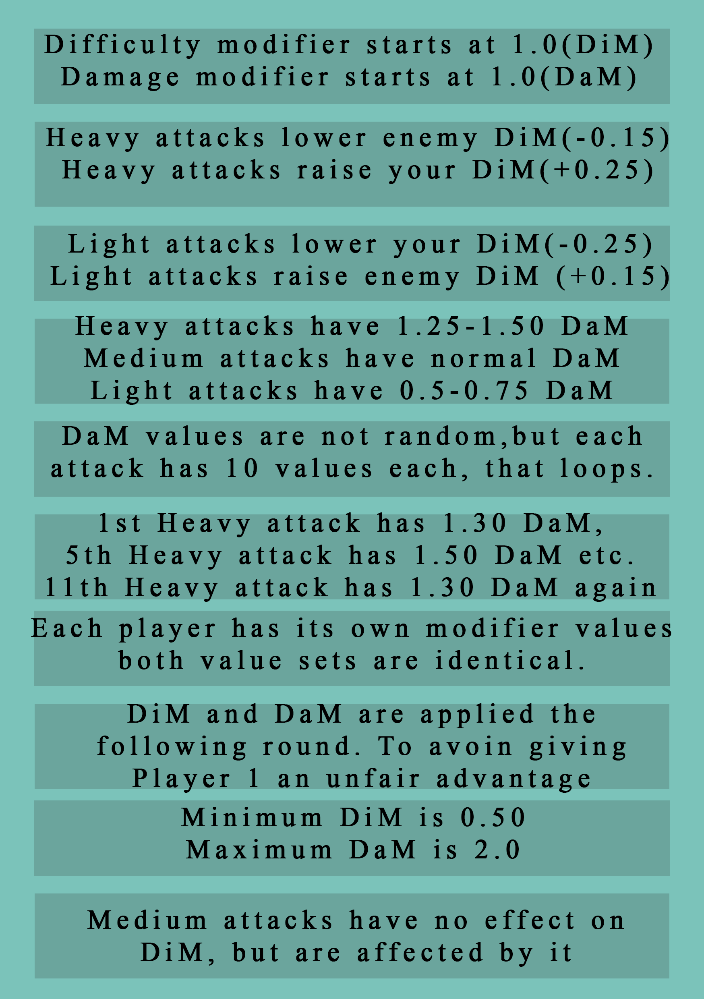 Difficulty modifier starts at 1.0(DiM)
Damage modifier starts at 1.0(DaM)
Heavy attacks lower enemy DiM(-0.15)
Heavy attacks raise your DiM(+0.25)
Light attacks lower your DiM(-0.25)
Light attacks raise enemy DiM (+0.15)
Heavy attacks have 1.25-1.50 DaM
Medium attacks have normal DaM
Light attacks have 0.5-0.75 DaM
DaM values are not random,but each
attack has 10 values each, that loops.
1st Heavy attack has 1.30 DaM,
5th Heavy attack has 1.50 DaM etc.
11th Heavy attack has 1.30 DaM again
Each player has its own modifier values
both value sets are identical.
DiM and DaM are applied the
following round. To avoin giving
Player 1 an unfair advantage
Minimum DiM is 0.50
Maximum DaM is 2.0
Medium attacks have no effect on
DiM, but are affected by it